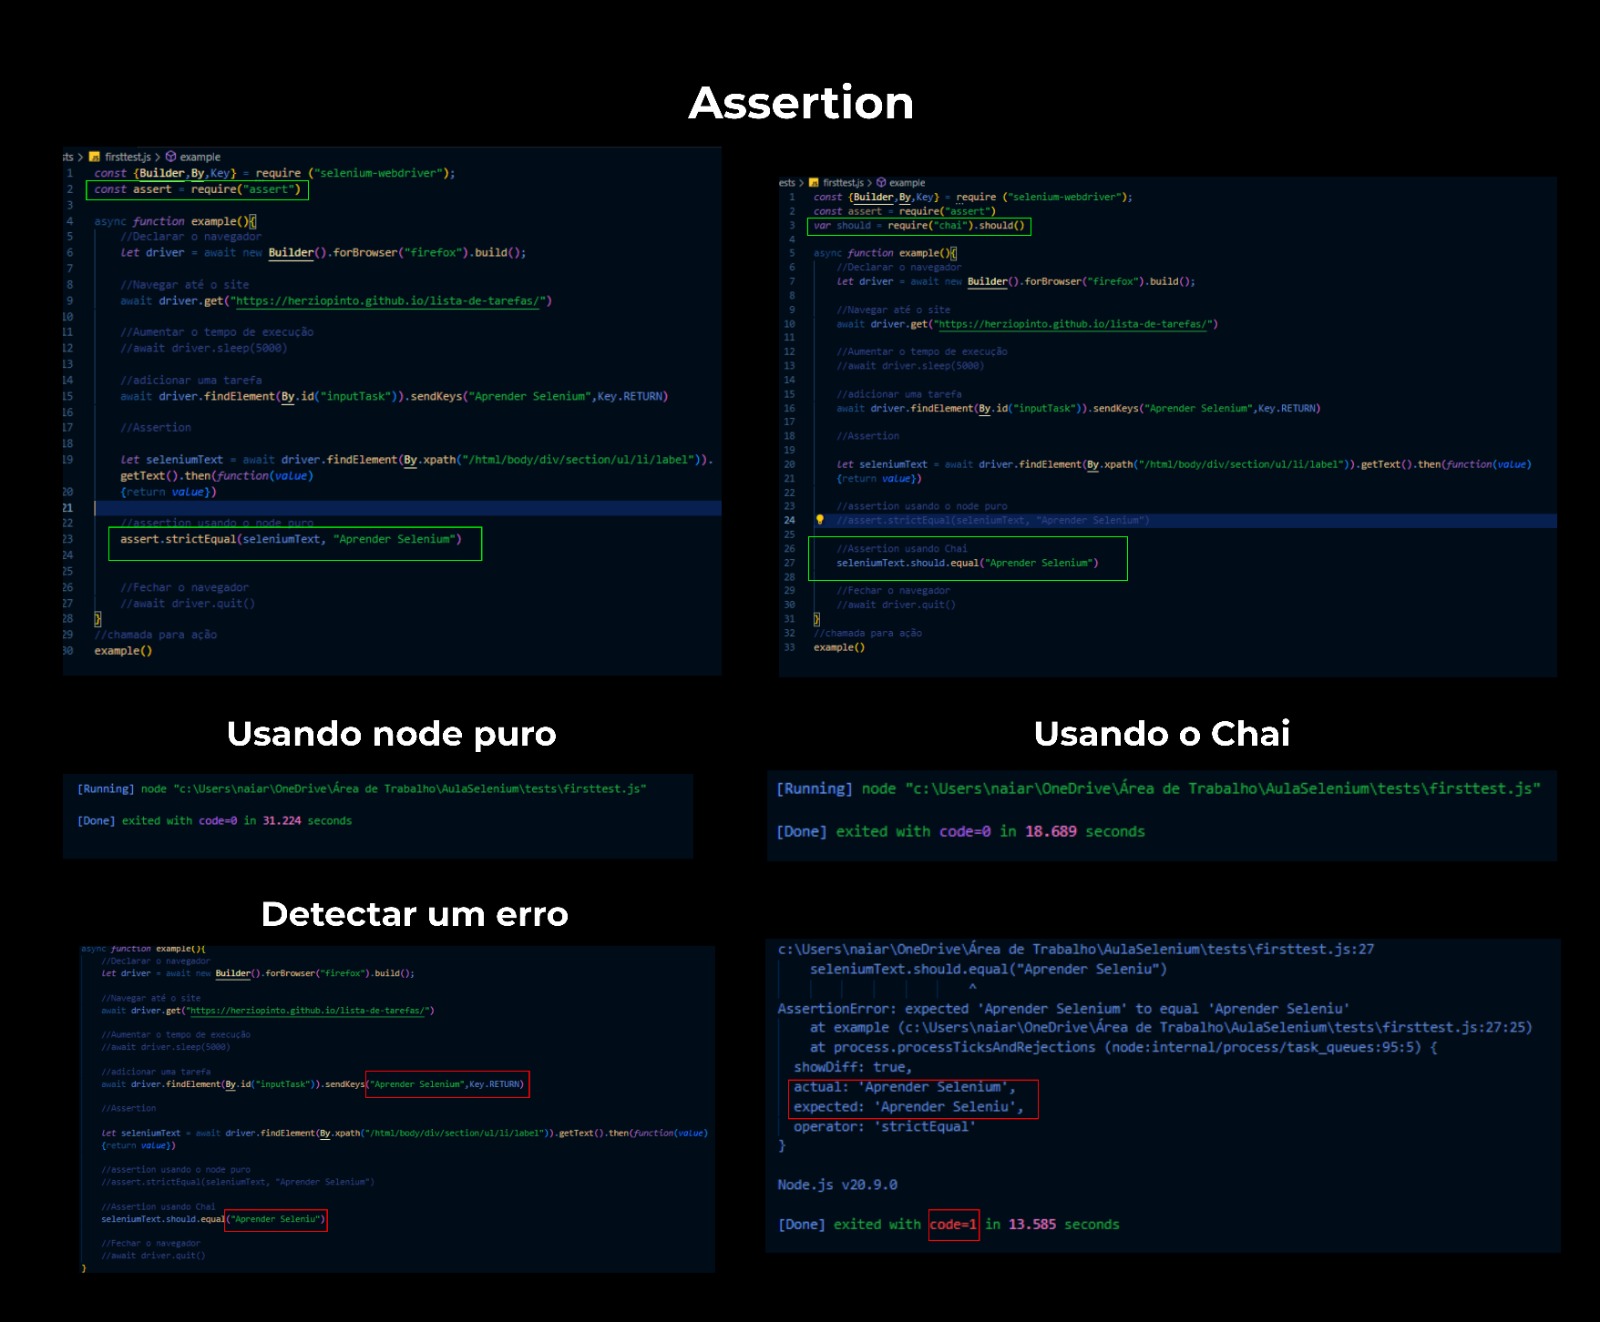 Assertion
sts > firsttest.js > example
1 const {Builder,By,Key} = require ("selenium-webdriver");
2 const assert = require("assert")
3
4 async function example(){
5 //Declarar o navegador
6 let driver = await new Builder().forBrowser("firefox").build();
7
8 //Navegar até o site
9 await driver.get("https://herziopinto.github.io/lista-de-tarefas/")
10
11 //Aumentar o tempo de execução
12 //await driver.sleep(5000)
13
14 //adicionar uma tarefa
15 await driver.findElement(By.id("inputTask")).sendKeys("Aprender Selenium",Key.RETURN)
16
17 //Assertion
18
19 let seleniumText = await driver.findElement(By.xpath("/html/body/div/section/ul/li/label")).
getText().then(function(value)
20 {return value})
21
22 //assertion usando o node puro
23 assert.strictEqual(seleniumText, "Aprender Selenium")
24
25
26 //Fechar o navegador
27 //await driver.quit()
28 }
29 //chamada para ação
30 example()
ests > firsttest.js > example
1 const {Builder,By,Key} = require ("selenium-webdriver");
2 const assert = require("assert")
3 var should = require("chai").should()
4
5 async function example(){
6 //Declarar o navegador
7 let driver = await new Builder().forBrowser("firefox").build();
8
9 //Navegar até o site
10 await driver.get("https://herziopinto.github.io/lista-de-tarefas/")
11
12 //Aumentar o tempo de execução
13 //await driver.sleep(5000)
14
15 //adicionar uma tarefa
16 await driver.findElement(By.id("inputTask")).sendKeys("Aprender Selenium",Key.RETURN)
17
18 //Assertion
19
20 let seleniumText = await driver.findElement(By.xpath("/html/body/div/section/ul/li/label")).getText().then(function(value)
21 {return value})
22
23 //assertion usando o node puro
24 //assert.strictEqual(seleniumText, "Aprender Selenium")
25
26 //Assertion usando Chai
27 seleniumText.should.equal("Aprender Selenium")
28
29 //Fechar o navegador
30 //await driver.quit()
31 }
32 //chamada para ação
33 example()
Usando node puro
[Running] node "c:\Users\naiar\OneDrive\Área de Trabalho\AulaSelenium\tests\firsttest.js"
[Done] exited with code=0 in 31.224 seconds
Usando o Chai
[Running] node "c:\Users\naiar\OneDrive\Área de Trabalho\AulaSelenium\tests\firsttest.js"
[Done] exited with code=0 in 18.689 seconds
Detectar um erro
async function example(){
//Declarar o navegador
let driver = await new Builder().forBrowser("firefox").build();
//Navegar até o site
await driver.get("https://herziopinto.github.io/lista-de-tarefas/")
//Aumentar o tempo de execução
//await driver.sleep(5000)
//adicionar uma tarefa
await driver.findElement(By.id("inputTask")).sendKeys("Aprender Selenium",Key.RETURN)
//Assertion
let seleniumText = await driver.findElement(By.xpath("/html/body/div/section/ul/li/label")).getText().then(function(value)
{return value})
//assertion usando o node puro
//assert.strictEqual(seleniumText, "Aprender Selenium")
//Assertion usando Chai
seleniumText.should.equal("Aprender Seleniu")
//Fechar o navegador
//await driver.quit()
}
c:\Users\naiar\OneDrive\Área de Trabalho\AulaSelenium\tests\firsttest.js:27
seleniumText.should.equal("Aprender Seleniu")
^
AssertionError: expected 'Aprender Selenium' to equal 'Aprender Seleniu'
at example (c:\Users\naiar\OneDrive\Área de Trabalho\AulaSelenium\tests\firsttest.js:27:25)
at process.processTicksAndRejections (node:internal/process/task_queues:95:5) {
showDiff: true,
actual: 'Aprender Selenium',
expected: 'Aprender Seleniu',
operator: 'strictEqual'
}
Node.js v20.9.0
[Done] exited with code=1 in 13.585 seconds